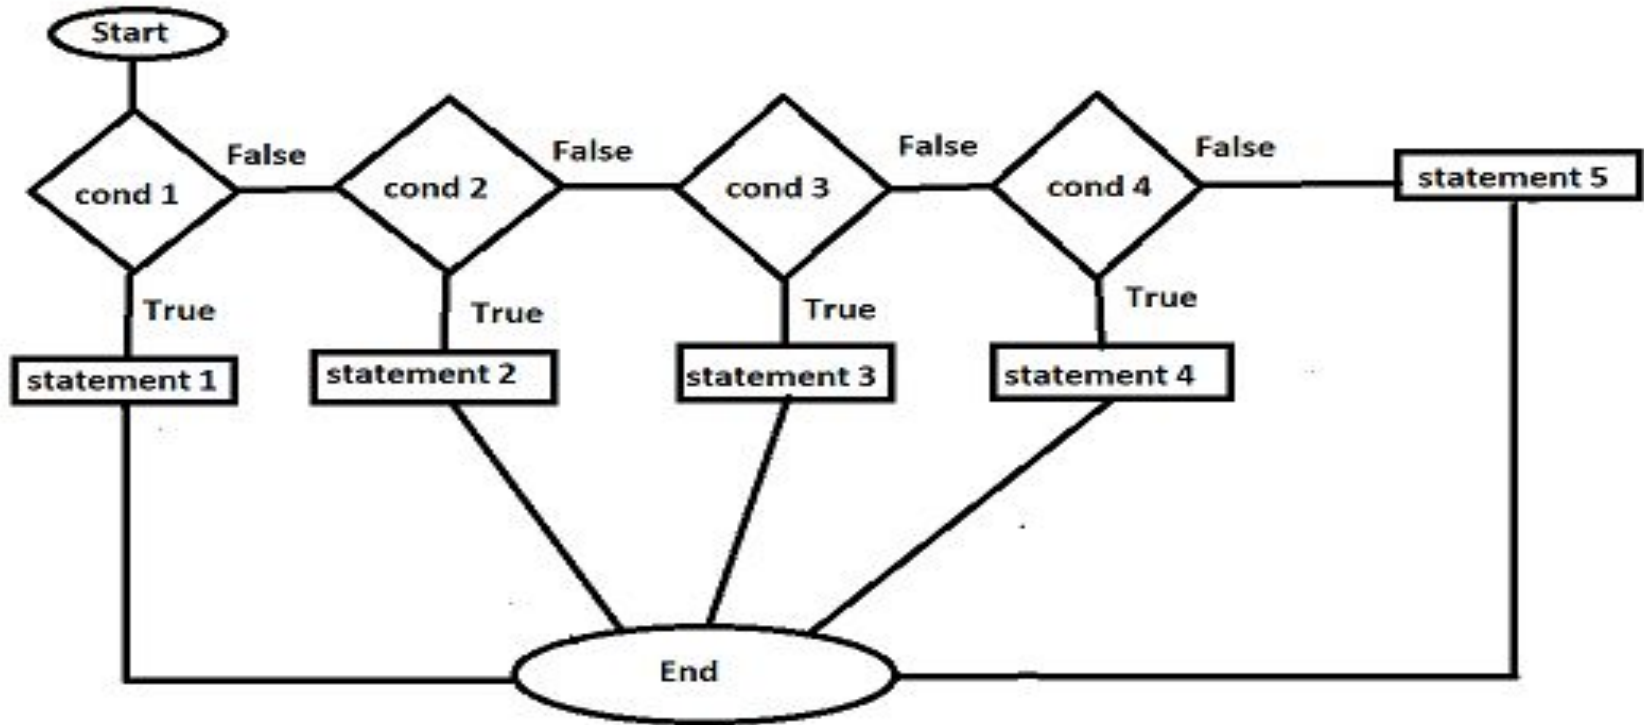 Start
False
False
False
False
cond 1
cond 2
cond 3
cond 4
statement 5
True
True
True
True
statement 1
statement 2
statement 3
statement 4
End